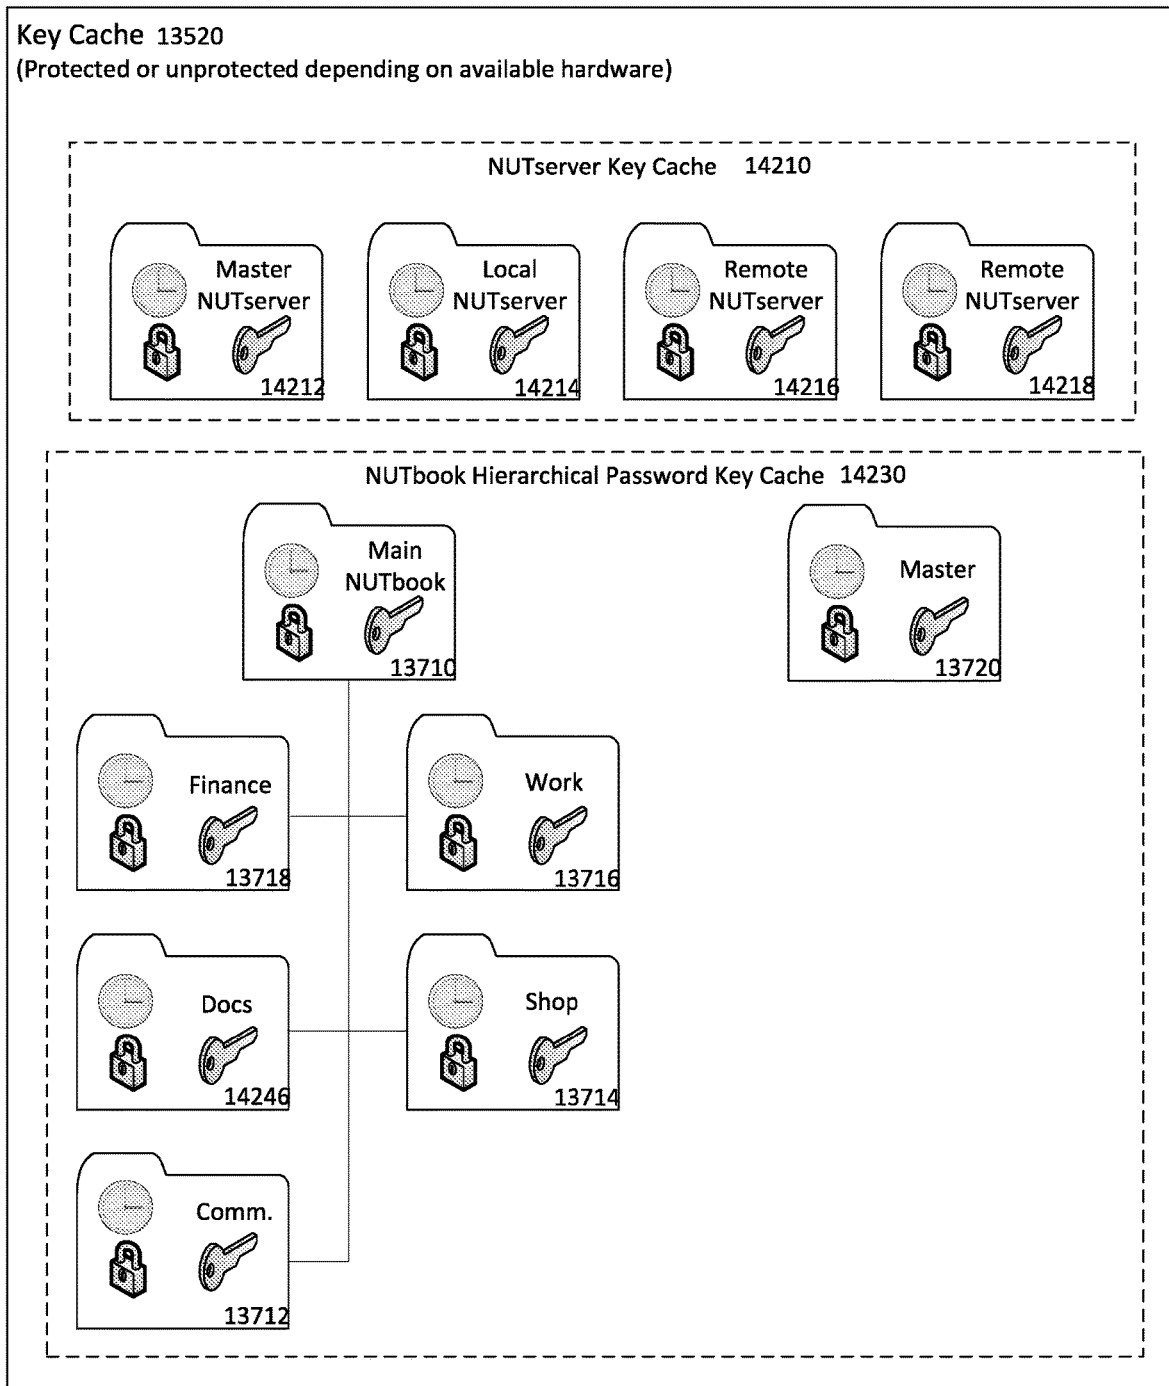 Key Cache 13520
(Protected or unprotected depending on available hardware)
NUTserver Key Cache 14210
Master
NUTserver
14212
Local
NUTserver
14214
Remote
NUTserver
14216
Remote
NUTserver
14218
NUTbook Hierarchical Password Key Cache 14230
Main
NUTbook
13710
Master
13720
Finance
13718
Work
13716
Docs
14246
Shop
13714
Comm.
13712